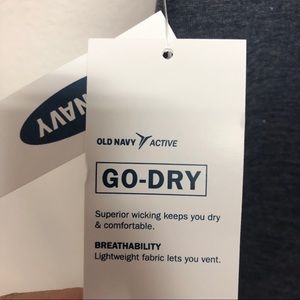 NAVY
OLD NAVY ACTIVE
GO-DRY
Superior wicking keeps you dry
& comfortable.
BREATHABILITY
Lightweight fabric lets you vent.